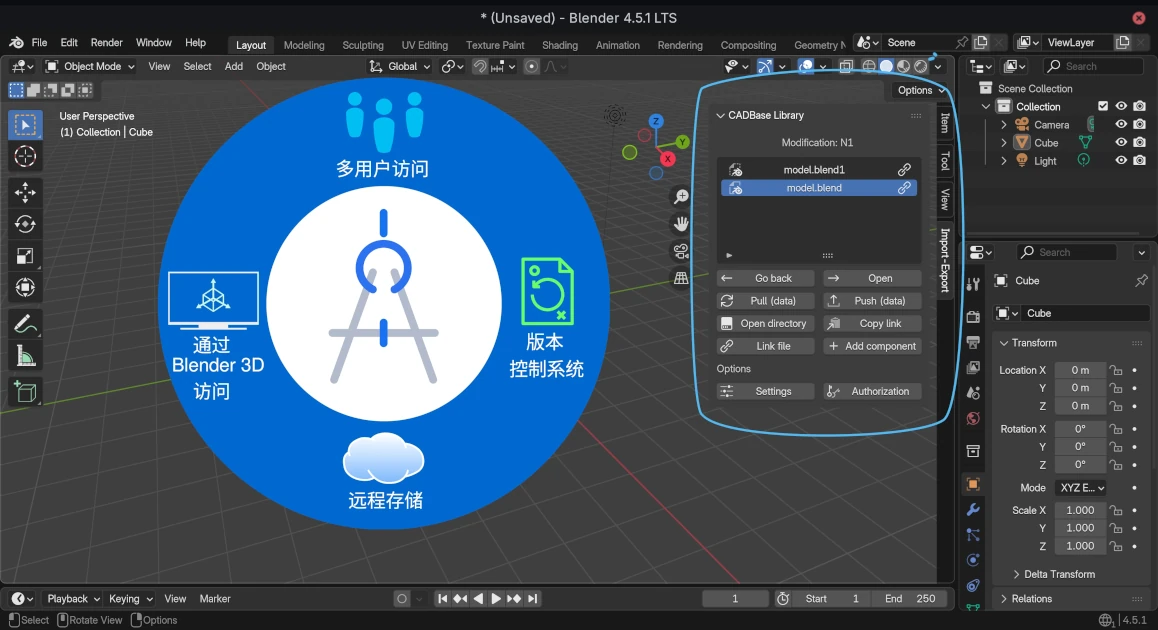 * (Unsaved) - Blender 4.5.1 LTS
File Edit Render Window Help
Layout Modeling Sculpting UV Editing Texture Paint Shading Animation Rendering Compositing Geometry N
Scene
ViewLayer
Object Mode View Select Add Object
Global
Options
User Perspective
(1) Collection | Cube
多用户访问
通过
Blender 3D
访问
版本
控制系统
远程存储
Z
Y
X
CADBase Library
Modification: N1
model.blend1
model.blend
Go back
Open
Pull (data)
Push (data)
Open directory
Copy link
Link file
Add component
Options
Settings
Authorization
Item
Tool
View
Import-Export
Search
Scene Collection
Collection
Camera
Cube
Light
Search
Cube
Cube
Transform
Location X 0 m
Y 0 m
Z 0 m
Rotation X 0°
Y 0°
Z 0°
Mode XYZ E...
Scale X 1.000
Y 1.000
Z 1.000
Delta Transform
Relations
Playback Keying View Marker
1
Start 1
End 250
Select Rotate View Options
4.5.1